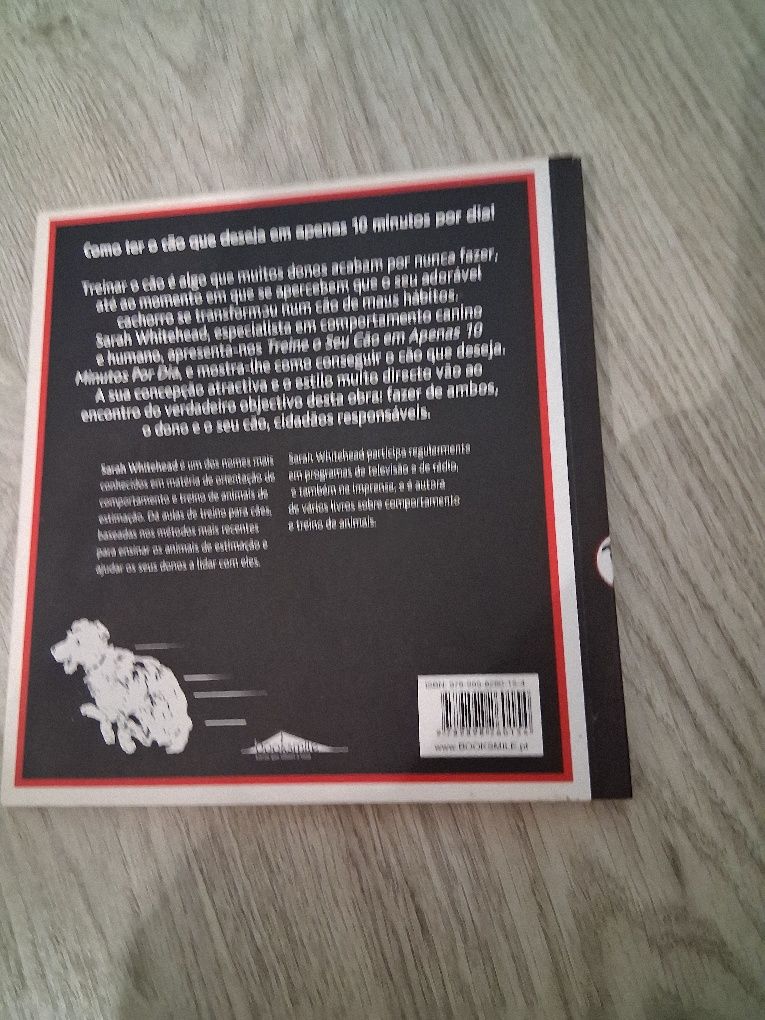 Como ter o cão que deseja em apenas 10 minutos por dia!
Treinar o cão é algo que muitos donos acabam por nunca fazer,
até ao momento em que se apercebem que o seu adorável
cachorro se transformou num cão de maus hábitos.
Sarah Whitehead, especialista em comportamento canino
e humano, apresenta-nos Treine o Seu Cão em Apenas 10
Minutos Por Dia, e mostra-lhe como conseguir o cão que deseja.
A sua concepção atractiva e o estilo muito directo vão ao
encontro do verdadeiro objectivo desta obra: fazer de ambos,
o dono e o seu cão, cidadãos responsáveis.
Sarah Whitehead é um dos nomes mais
conhecidos em matéria de orientação de
comportamento e treino de animais de
estimação. Dá aulas de treino para cães,
baseadas nos métodos mais recentes
para ensinar os animais de estimação e
ajudar os seus donos a lidar com eles.
Sarah Whitehead participa regularmente
em programas de televisão e de rádio,
e também na imprensa, e é autora
de vários livros sobre comportamento
e treino de animais.
booksmile
ISBN:
www.BOOKSMILE.pt